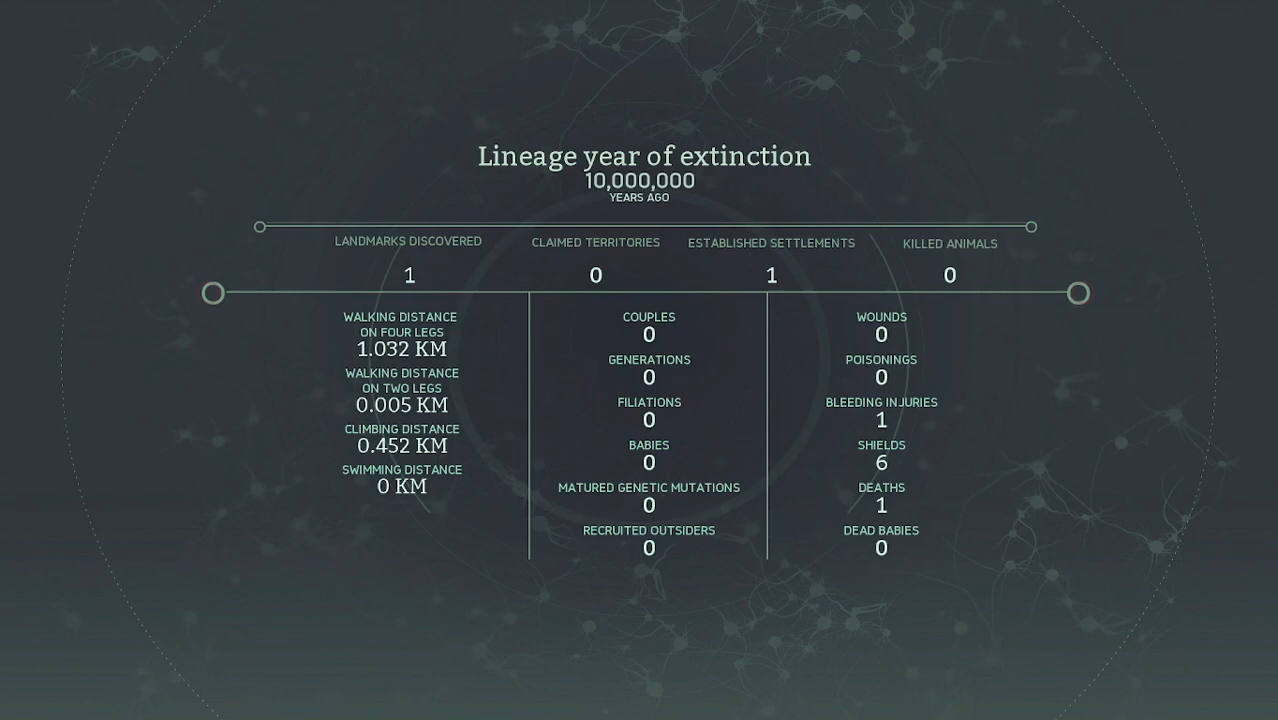 Lineage year of extinction
10,000,000
YEARS AGO
LANDMARKS DISCOVERED
1
CLAIMED TERRITORIES
0
ESTABLISHED SETTLEMENTS
1
KILLED ANIMALS
0
WALKING DISTANCE
ON FOUR LEGS
1.032 KM
WALKING DISTANCE
ON TWO LEGS
0.005 KM
CLIMBING DISTANCE
0.452 KM
SWIMMING DISTANCE
0 KM
COUPLES
0
GENERATIONS
0
FILIATIONS
0
BABIES
0
MATURED GENETIC MUTATIONS
0
RECRUITED OUTSIDERS
0
WOUNDS
0
POISONINGS
0
BLEEDING INJURIES
1
SHIELDS
6
DEATHS
1
DEAD BABIES
0